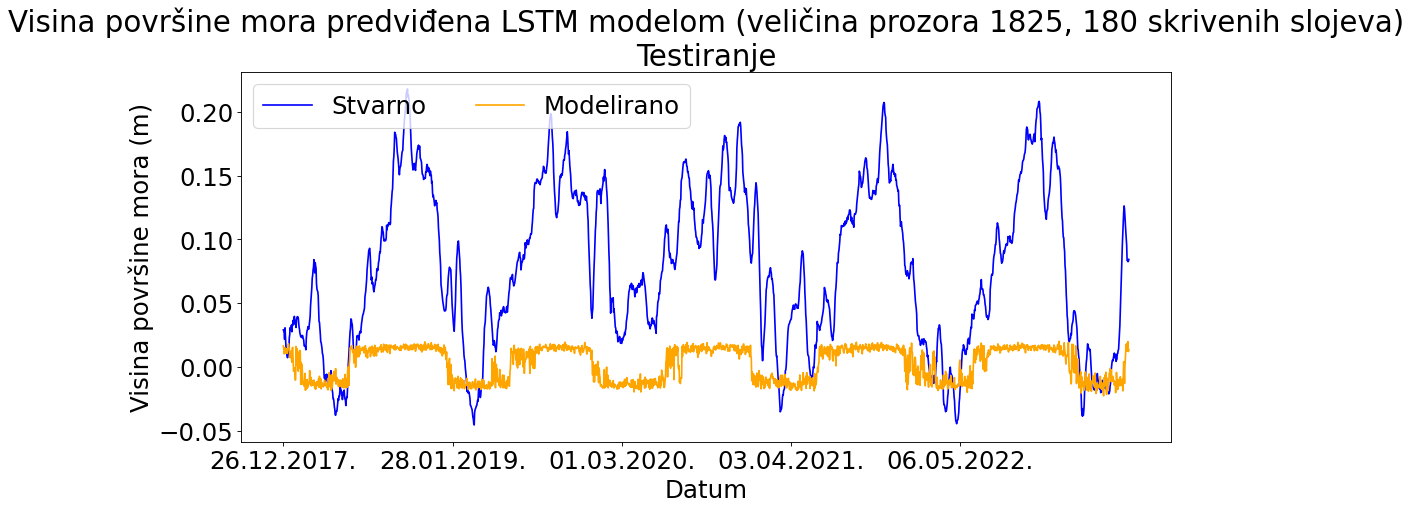 Visina površine mora predviđena LSTM modelom (veličina prozora 1825, 180 skrivenih slojeva)
Testiranje
Stvarno Modelirano
Visina površine mora (m)
0.20
0.15
0.10
0.05
0.00
−0.05
26.12.2017. 28.01.2019. 01.03.2020. 03.04.2021. 06.05.2022.
Datum